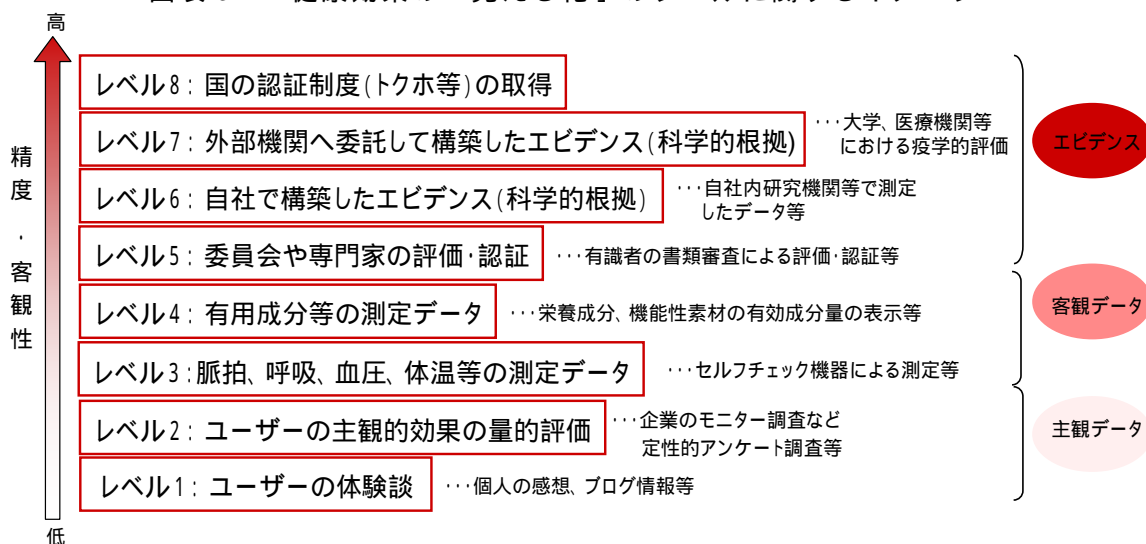 高
レベル8：国の認証制度(トクホ等)の取得
レベル7：外部機関へ委託して構築したエビデンス(科学的根拠)
･･･大学、医療機関等
における疫学的評価
レベル6：自社で構築したエビデンス(科学的根拠)
･･･自社内研究機関等で測定
したデータ等
レベル5：委員会や専門家の評価･認証
･･･有識者の書類審査による評価･認証等
レベル4：有用成分等の測定データ
･･･栄養成分、機能性素材の有効成分量の表示等
レベル3：脈拍、呼吸、血圧、体温等の測定データ
･･･セルフチェック機器による測定等
レベル2：ユーザーの主観的効果の量的評価
･･･企業のモニター調査など
定性的アンケート調査等
レベル1：ユーザーの体験談
･･･個人の感想、ブログ情報等
低
精度・客観性
エビデンス
客観データ
主観データ